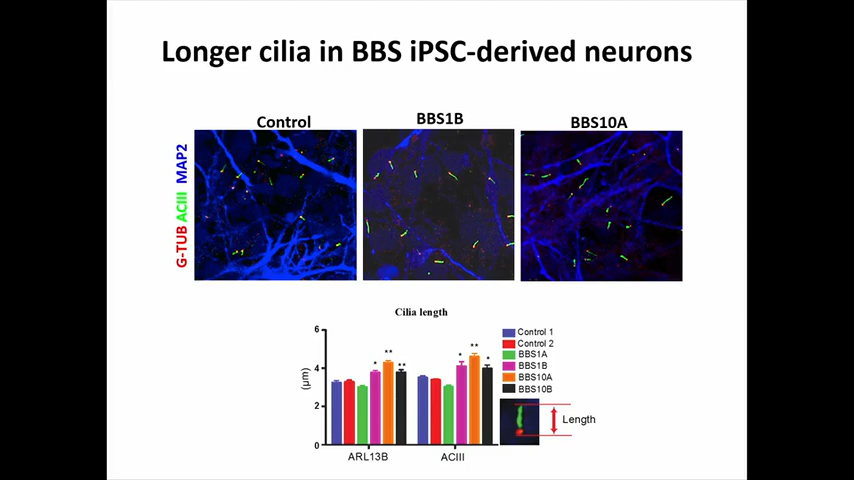 Longer cilia in BBS iPSC-derived neurons
Control
BBS1B
BBS10A
G-TUB ACIII MAP2
Cilia length
6
4
2
0
(µm)
* ** **
* ** *
ARL13B
ACIII
Control 1
Control 2
BBS1A
BBS1B
BBS10A
BBS10B
Length